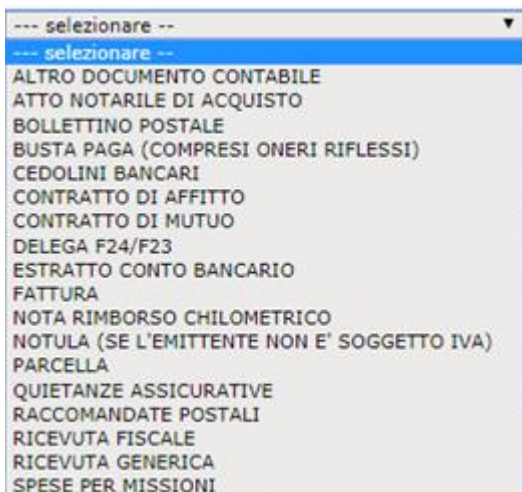 --- selezionare --
--- selezionare --
ALTRO DOCUMENTO CONTABILE
ATTO NOTARILE DI ACQUISTO
BOLLETTINO POSTALE
BUSTA PAGA (COMPRESI ONERI RIFLESSI)
CEDOLINI BANCARI
CONTRATTO DI AFFITTO
CONTRATTO DI MUTUO
DELEGA F24/F23
ESTRATTO CONTO BANCARIO
FATTURA
NOTA RIMBORSO CHILOMETRICO
NOTULA (SE L'EMITTENTE NON E' SOGGETTO IVA)
PARCELLA
QUIETANZE ASSICURATIVE
RACCOMANDATE POSTALI
RICEVUTA FISCALE
RICEVUTA GENERICA
SPESE PER MISSIONI